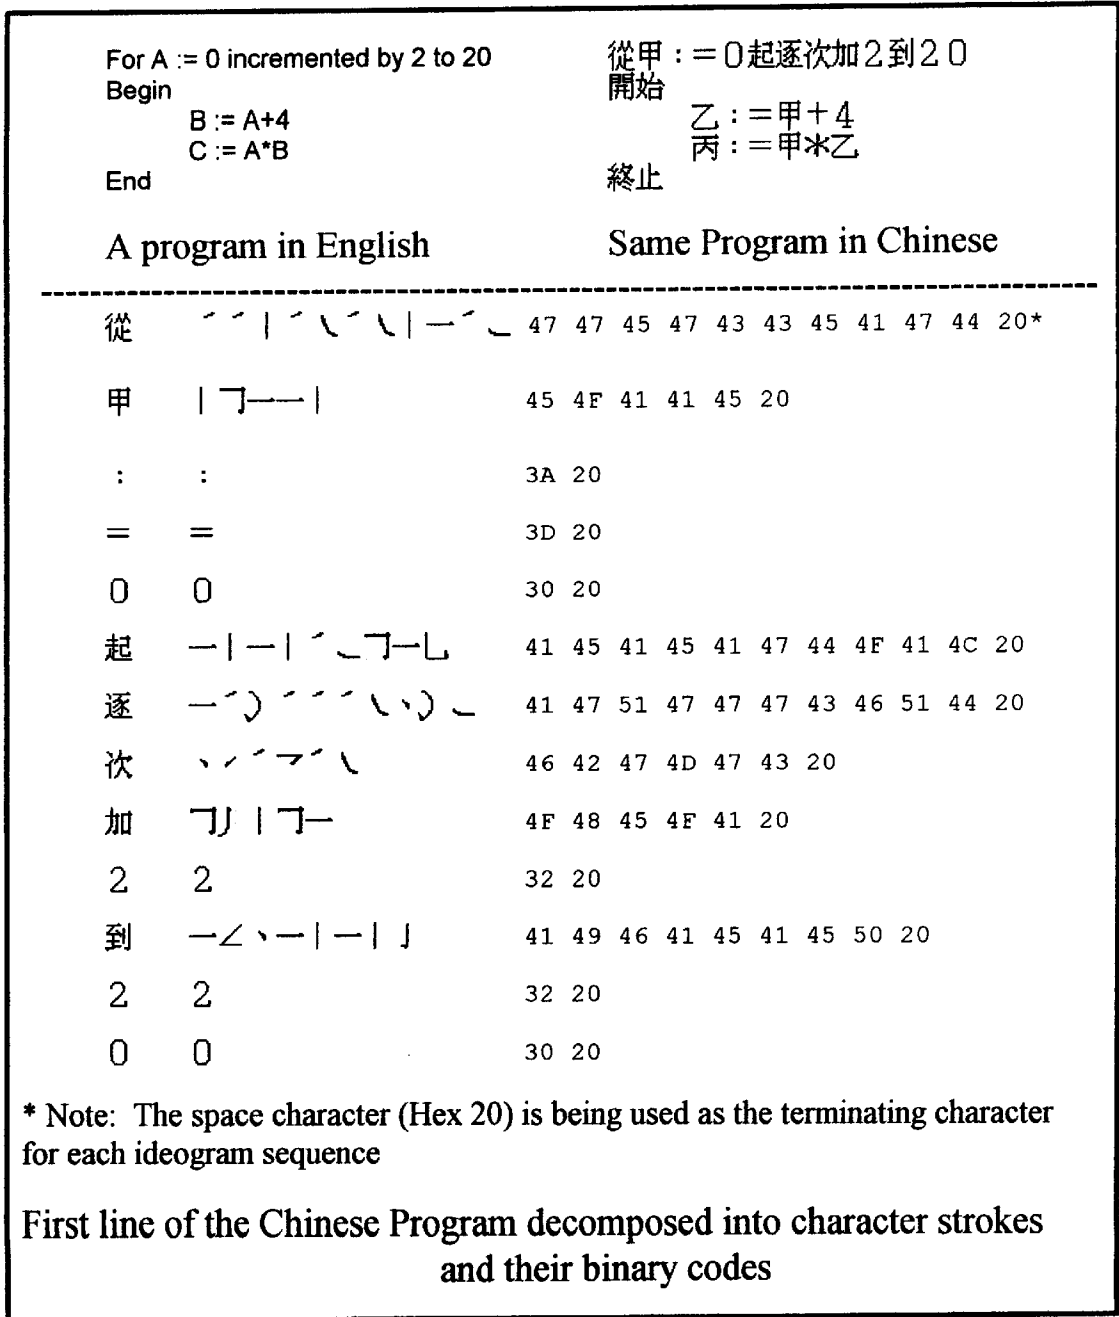 For A := 0 incremented by 2 to 20
Begin
B := A+4
C := A*B
End
A program in English
從甲:=0起逐次加2到20
開始
乙:=甲+4
丙:=甲*乙
終止
Same Program in Chinese
從 47 47 45 47 43 43 45 41 47 44 20*
甲 45 4F 41 41 45 20
: : 3A 20
= = 3D 20
0 0 30 20
起 41 45 41 45 41 47 44 4F 41 4C 20
逐 41 47 51 47 47 47 43 46 51 44 20
次 46 42 47 4D 47 43 20
加 4F 48 45 4F 41 20
2 2 32 20
到 41 49 46 41 45 41 45 50 20
2 2 32 20
0 0 30 20
* Note: The space character (Hex 20) is being used as the terminating character
for each ideogram sequence
First line of the Chinese Program decomposed into character strokes
and their binary codes